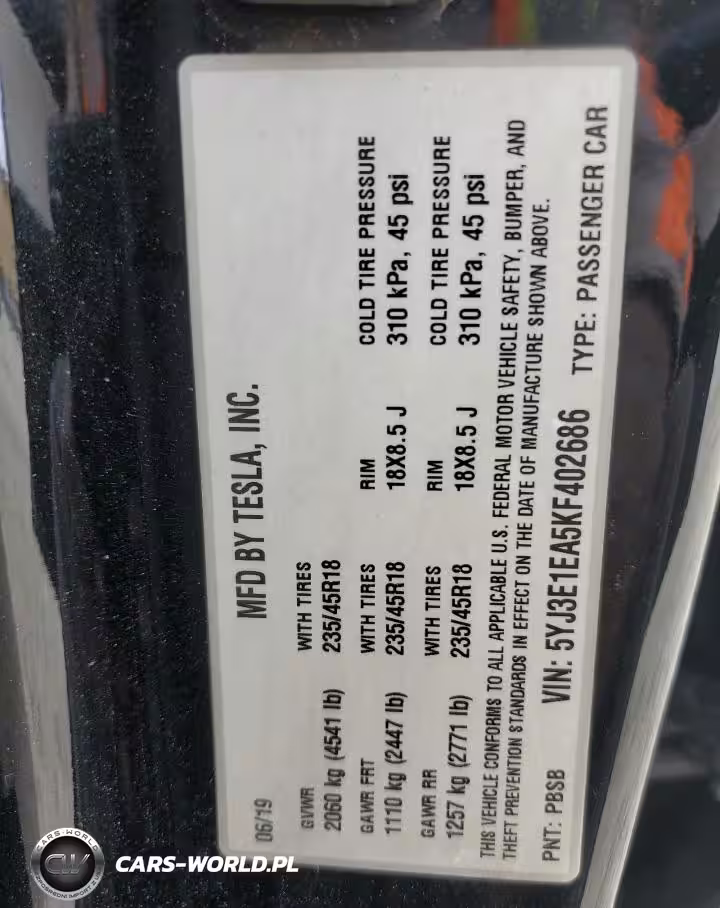 MFD BY TESLA, INC.
06/19
GVWR WITH TIRES
2060 kg (4541 lb) 235/45R18
GAWR FRT WITH TIRES RIM COLD TIRE PRESSURE
1110 kg (2447 lb) 235/45R18 18X8.5 J 310 kPa, 45 psi
GAWR RR WITH TIRES RIM COLD TIRE PRESSURE
1257 kg (2771 lb) 235/45R18 18X8.5 J 310 kPa, 45 psi
THIS VEHICLE CONFORMS TO ALL APPLICABLE U.S. FEDERAL MOTOR VEHICLE SAFETY, BUMPER, AND
THEFT PREVENTION STANDARDS IN EFFECT ON THE DATE OF MANUFACTURE SHOWN ABOVE.
PNT: PBSB VIN: 5YJ3E1EA5KF402686 TYPE: PASSENGER CAR
CARS-WORLD
CW
CARS-WORLD.PL